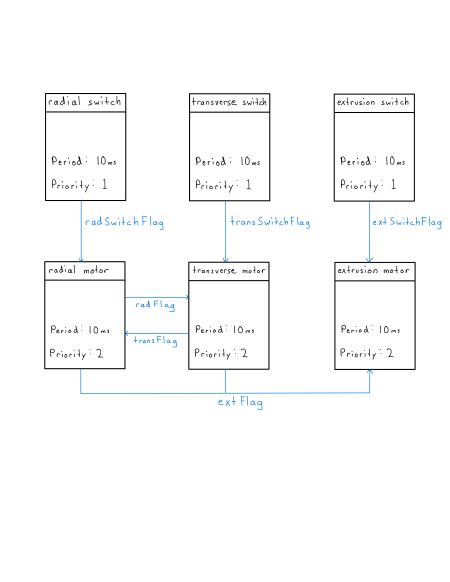 radial switch
transverse switch
extrusion switch
Period: 10ms
Period: 10ms
Period: 10ms
Priority: 1
Priority: 1
Priority: 1
radSwitchFlag
transSwitchFlag
extSwitchFlag
radial motor
transverse motor
extrusion motor
radFlag
Period: 10ms
Period: 10ms
Period: 10ms
transFlag
Priority: 2
Priority: 2
Priority: 2
extFlag